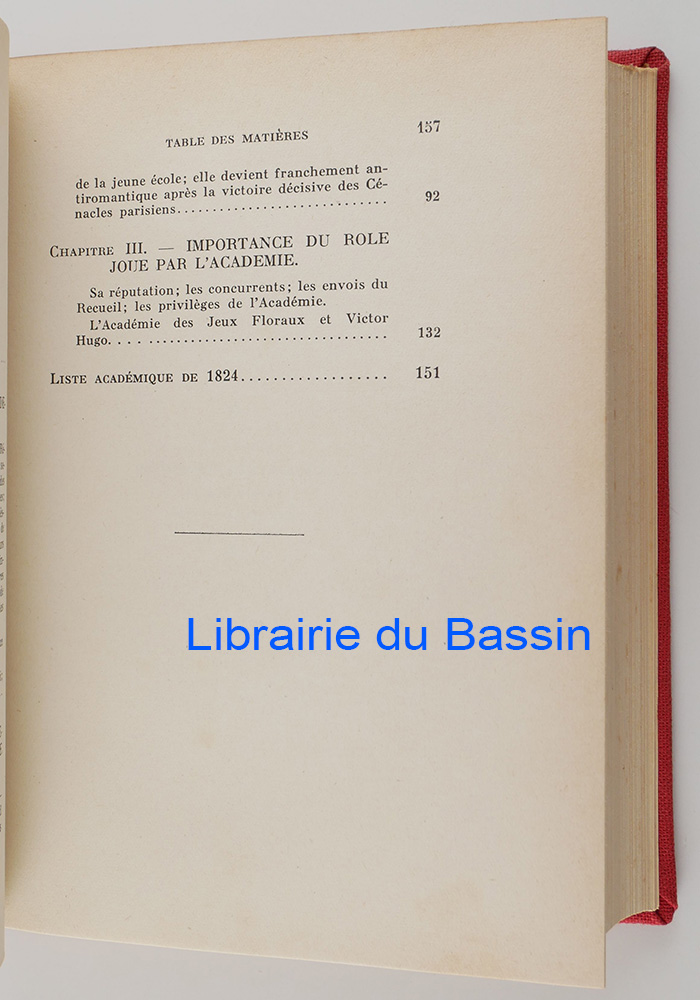 TABLE DES MATIÈRES 157
de la jeune école; elle devient franchement an-
tiromantique après la victoire décisive des Cé-
nacles parisiens.............................. 92
CHAPITRE III. — IMPORTANCE DU ROLE
JOUE PAR L'ACADEMIE.
Sa réputation; les concurrents; les envois du
Recueil; les privilèges de l'Académie.
L'Académie des Jeux Floraux et Victor
Hugo. . . . .................................. 132
LISTE ACADÉMIQUE DE 1824.................. 151
Librairie du Bassin